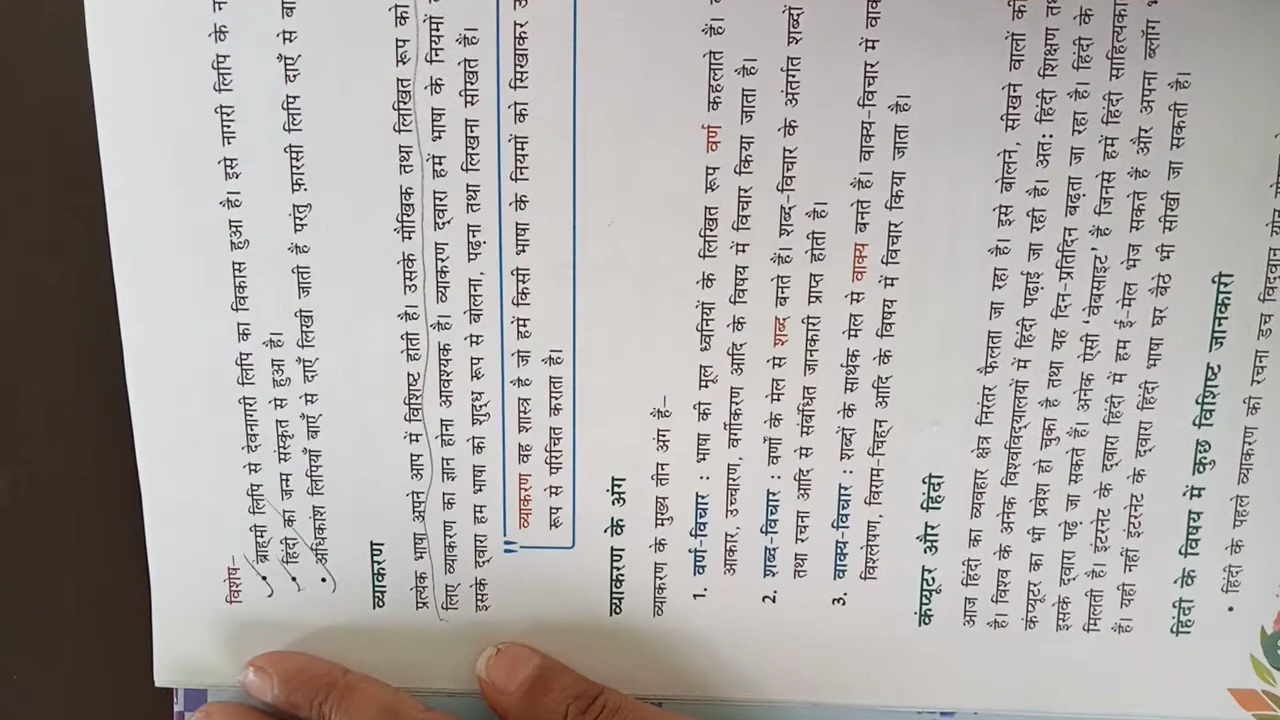 विशेष–
• ब्राह्मी लिपि से देवनागरी लिपि का विकास हुआ है। इसे नागरी लिपि के
• हिंदी का जन्म संस्कृत से हुआ है।
• अधिकांश लिपियाँ बाएँ से दाएँ लिखी जाती हैं परंतु फ़ारसी लिपि दाएँ से
व्याकरण
प्रत्येक भाषा अपने आप में विशिष्ट होती है। उसके मौखिक तथा लिखित रूप को
लिए व्याकरण का ज्ञान होना आवश्यक है। व्याकरण द्वारा हमें भाषा के नियमों
इसके द्वारा हम भाषा को शुद्ध रूप से बोलना, पढ़ना तथा लिखना सीखते हैं।
व्याकरण वह शास्त्र है जो हमें किसी भाषा के नियमों को सिखाकर
रूप से परिचित कराता है।
व्याकरण के अंग
व्याकरण के मुख्य तीन अंग हैं–
1. वर्ण-विचार : भाषा की मूल ध्वनियों के लिखित रूप वर्ण कहलाते हैं।
आकार, उच्चारण, वर्गीकरण आदि के विषय में विचार किया जाता है।
2. शब्द-विचार : वर्णों के मेल से शब्द बनते हैं। शब्द-विचार के अंतर्गत शब्दों
तथा रचना आदि से संबंधित जानकारी प्राप्त होती है।
3. वाक्य-विचार : शब्दों के सार्थक मेल से वाक्य बनते हैं। वाक्य-विचार में
विश्लेषण, विराम-चिह्न आदि के विषय में विचार किया जाता है।
कंप्यूटर और हिंदी
आज हिंदी का व्यवहार क्षेत्र निरंतर फैलता जा रहा है। इसे बोलने, सीखने वालों की
है। विश्व के अनेक विश्वविद्यालयों में हिंदी पढ़ाई जा रही है। अतः हिंदी शिक्षण
कंप्यूटर का भी प्रवेश हो चुका है तथा यह दिन-प्रतिदिन बढ़ता जा रहा है। हिंदी के
इसके द्वारा पढ़े जा सकते हैं। अनेक ऐसी 'वेबसाइट' हैं जिनसे हमें हिंदी
मिलती है। इंटरनेट के द्वारा हिंदी में हम ई-मेल भेज सकते हैं और अपना ब्लॉग
हैं। यही नहीं इंटरनेट के द्वारा हिंदी भाषा घर बैठे भी सीखी जा सकती है।
हिंदी के विषय में कुछ विशिष्ट जानकारी
• हिंदी के पहले व्याकरण की रचना डच विद्वान